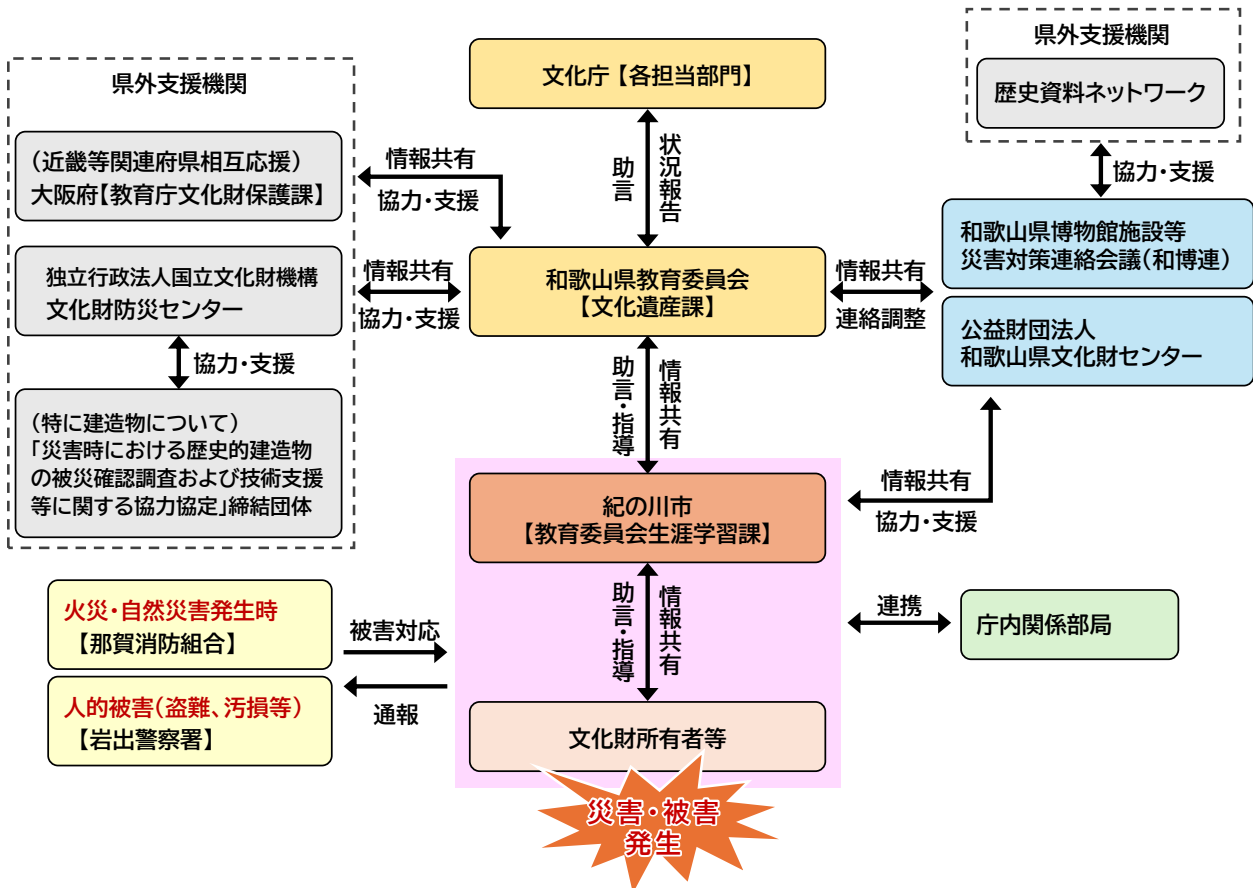 県外支援機関
(近畿等関連府県相互応援)
大阪府【教育庁文化財保護課】
独立行政法人国立文化財機構
文化財防災センター
協力・支援
(特に建造物について)
「災害時における歴史的建造物
の被災確認調査および技術支援
等に関する協力協定」締結団体
文化庁【各担当部門】
助言
状況報告
情報共有
協力・支援
情報共有
協力・支援
和歌山県教育委員会
【文化遺産課】
情報共有
連絡調整
県外支援機関
歴史資料ネットワーク
協力・支援
和歌山県博物館施設等
災害対策連絡会議(和博連)
公益財団法人
和歌山県文化財センター
助言・指導
情報共有
情報共有
協力・支援
紀の川市
【教育委員会生涯学習課】
助言・指導
情報共有
連携
庁内関係部局
火災・自然災害発生時
【那賀消防組合】
被害対応
人的被害(盗難、汚損等)
【岩出警察署】
通報
文化財所有者等
災害・被害
発生